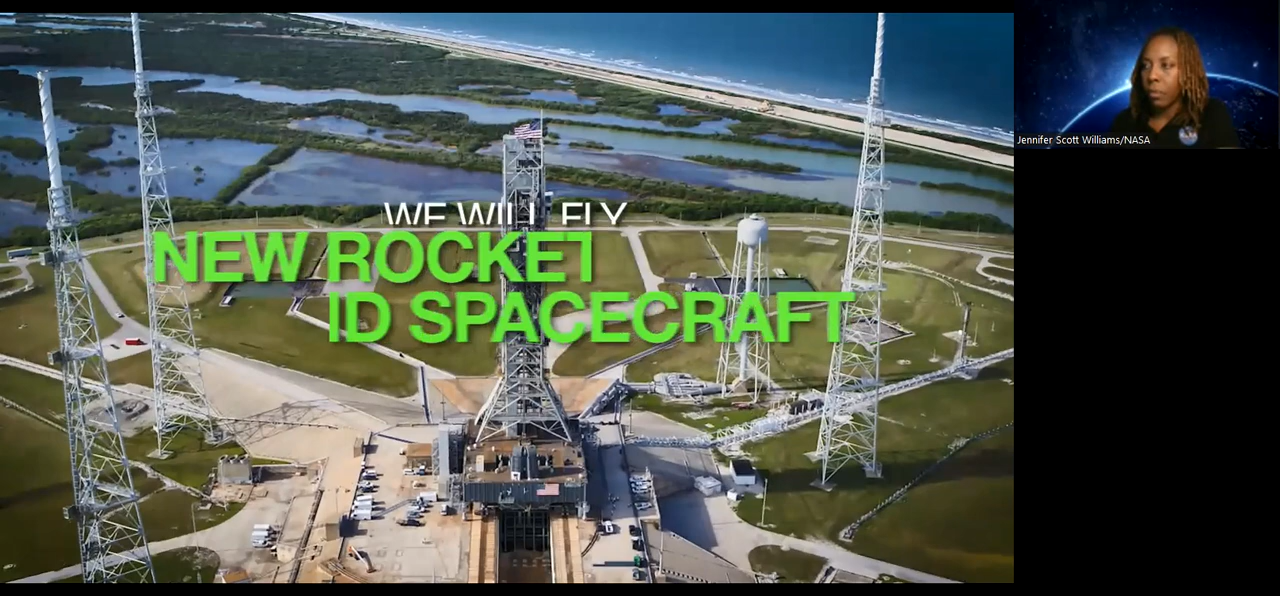 WE WILL FLY
NEW ROCKET
ID SPACECRAFT
Jennifer Scott Williams/NASA